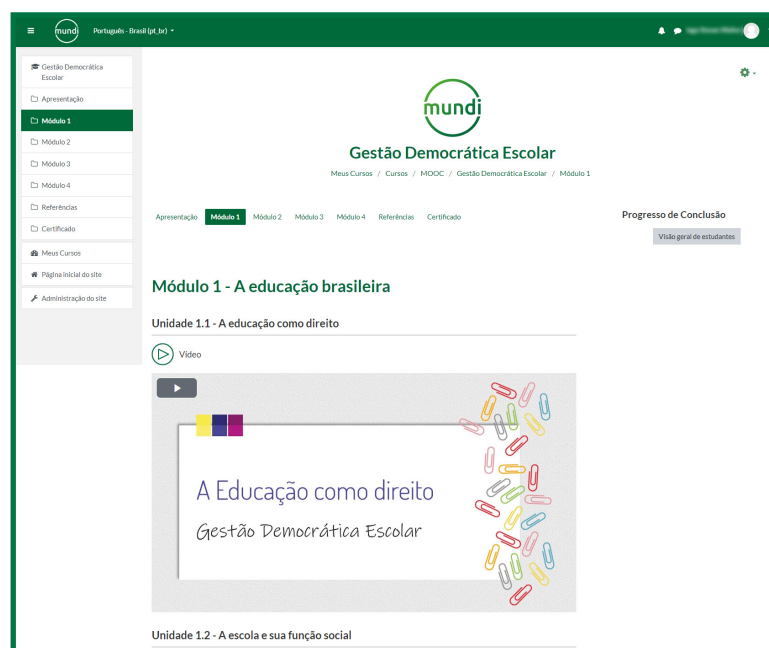 mundi
Português - Brasil (pt_br)
Gestão Democrática
Escolar
Apresentação
Módulo 1
Módulo 2
Módulo 3
Módulo 4
Referências
Certificado
Meus Cursos
Página inicial do site
Administração do site
mundi
Gestão Democrática Escolar
Meus Cursos / Cursos / MOOC / Gestão Democrática Escolar / Módulo 1
Apresentação Módulo 1 Módulo 2 Módulo 3 Módulo 4 Referências Certificado
Progresso de Conclusão
Visão geral de estudantes
Módulo 1 - A educação brasileira
Unidade 1.1 - A educação como direito
Vídeo
A Educação como direito
Gestão Democrática Escolar
Unidade 1.2 - A escola e sua função social